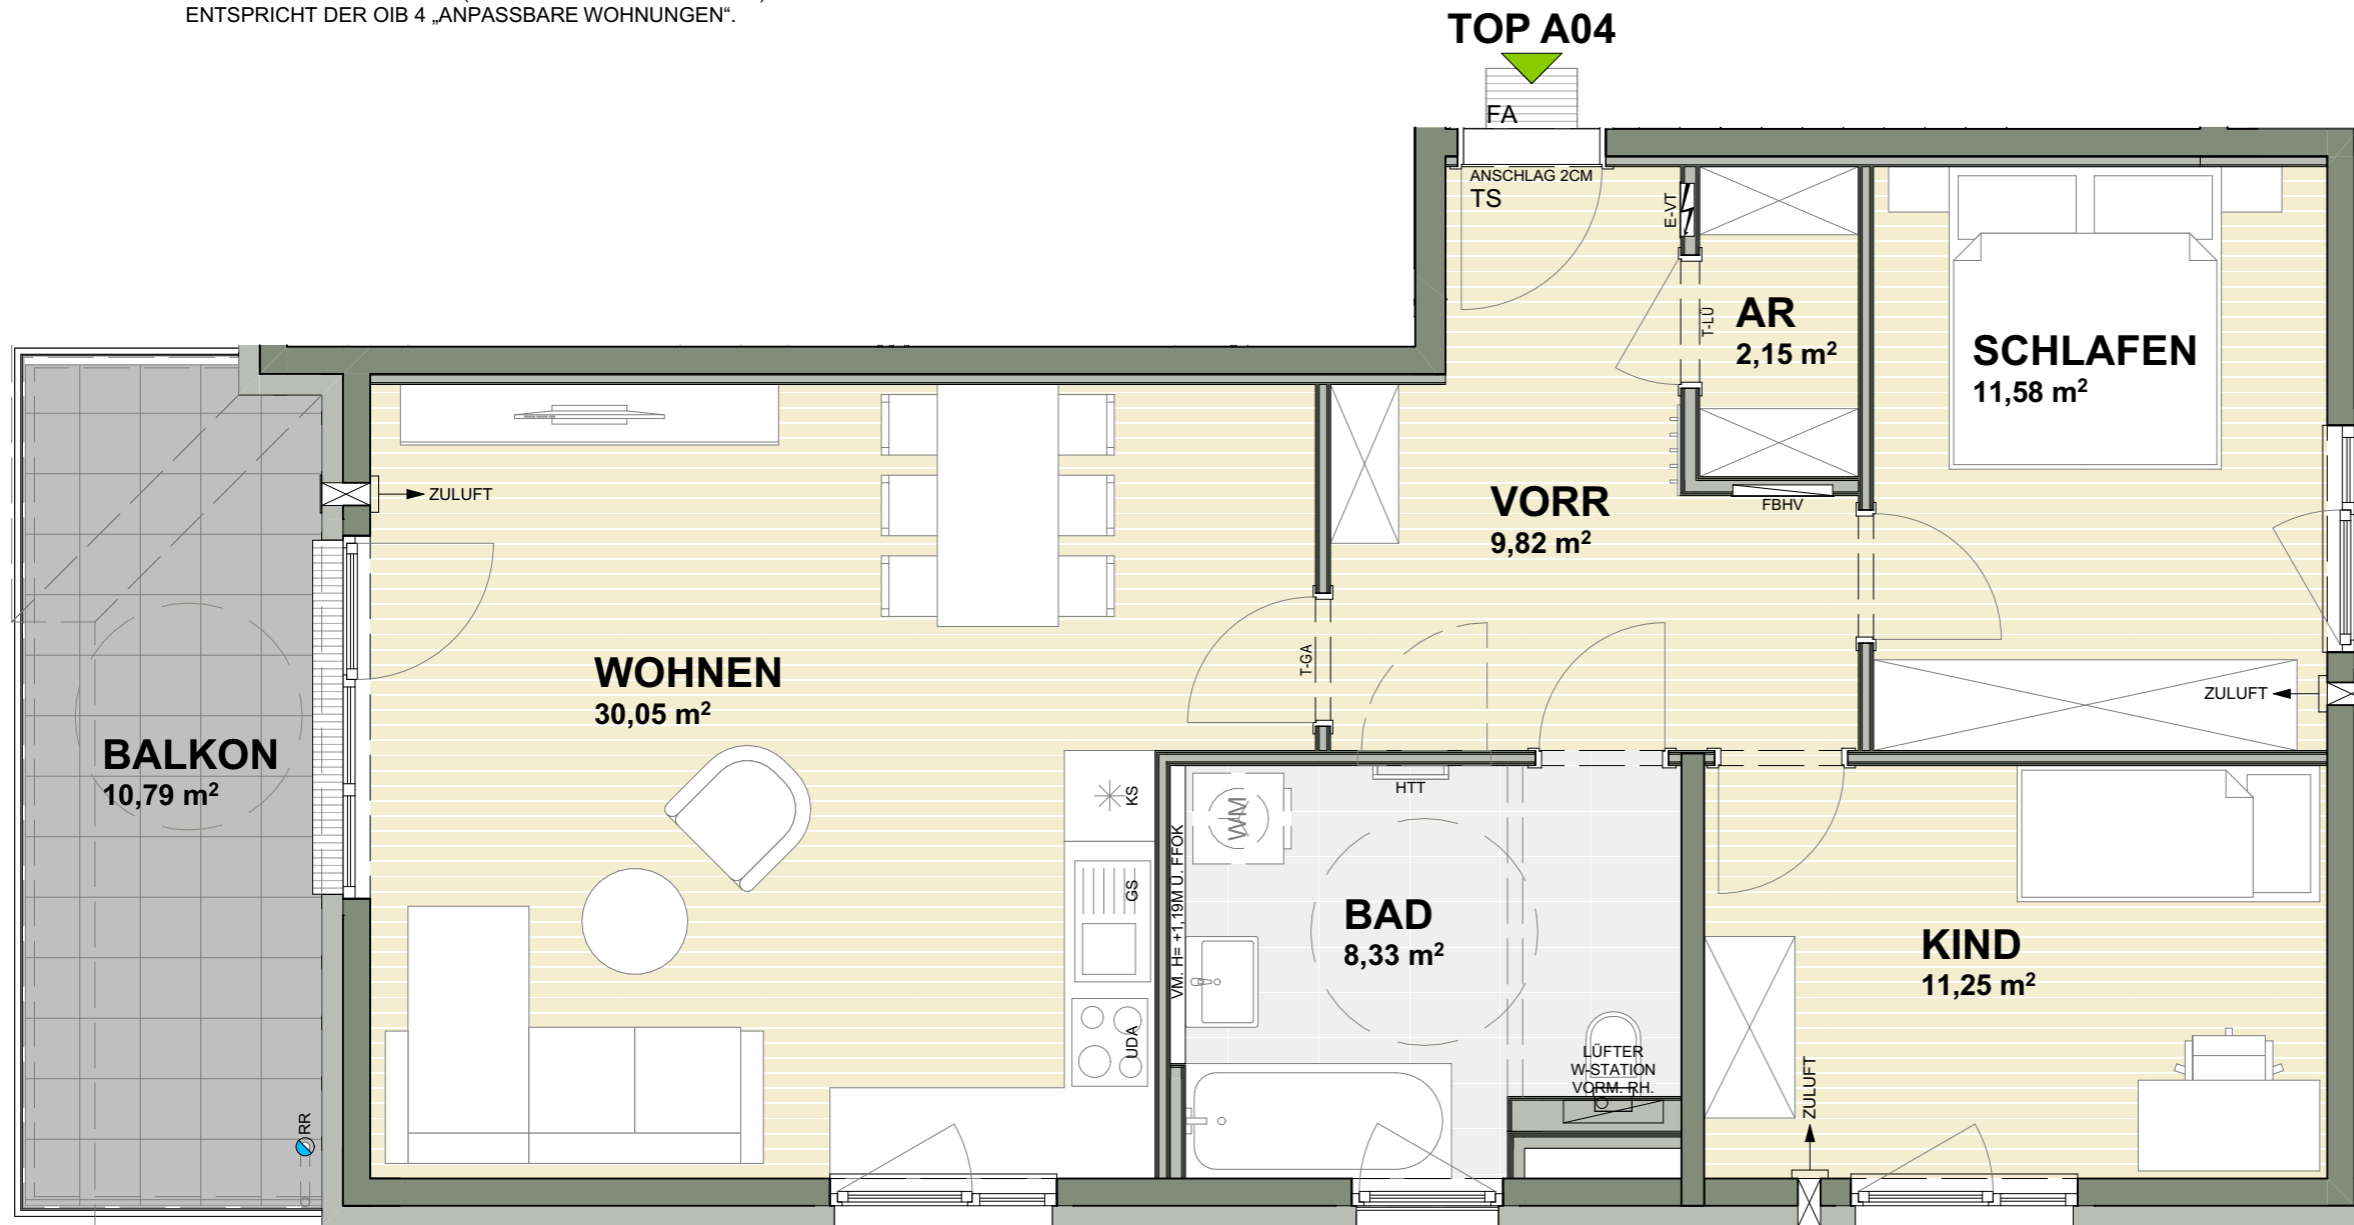 ENTSPRICHT DER OIB 4 „ANPASSBARE WOHNUNGEN“.
TOP A04
FA
ANSCHLAG 2CM
TS
E-VT
T-LÜ
AR
2,15 m²
SCHLAFEN
11,58 m²
ZULUFT
VORR
9,82 m²
FBHV
WOHNEN
30,05 m²
T-GA
ZULUFT
BALKON
10,79 m²
HTT
KS
WM
GS
VM. H= +1,19M Ü. FFOK
BAD
8,33 m²
KIND
11,25 m²
UDA
LÜFTER
W-STATION
VORM. RH.
ZULUFT
RR